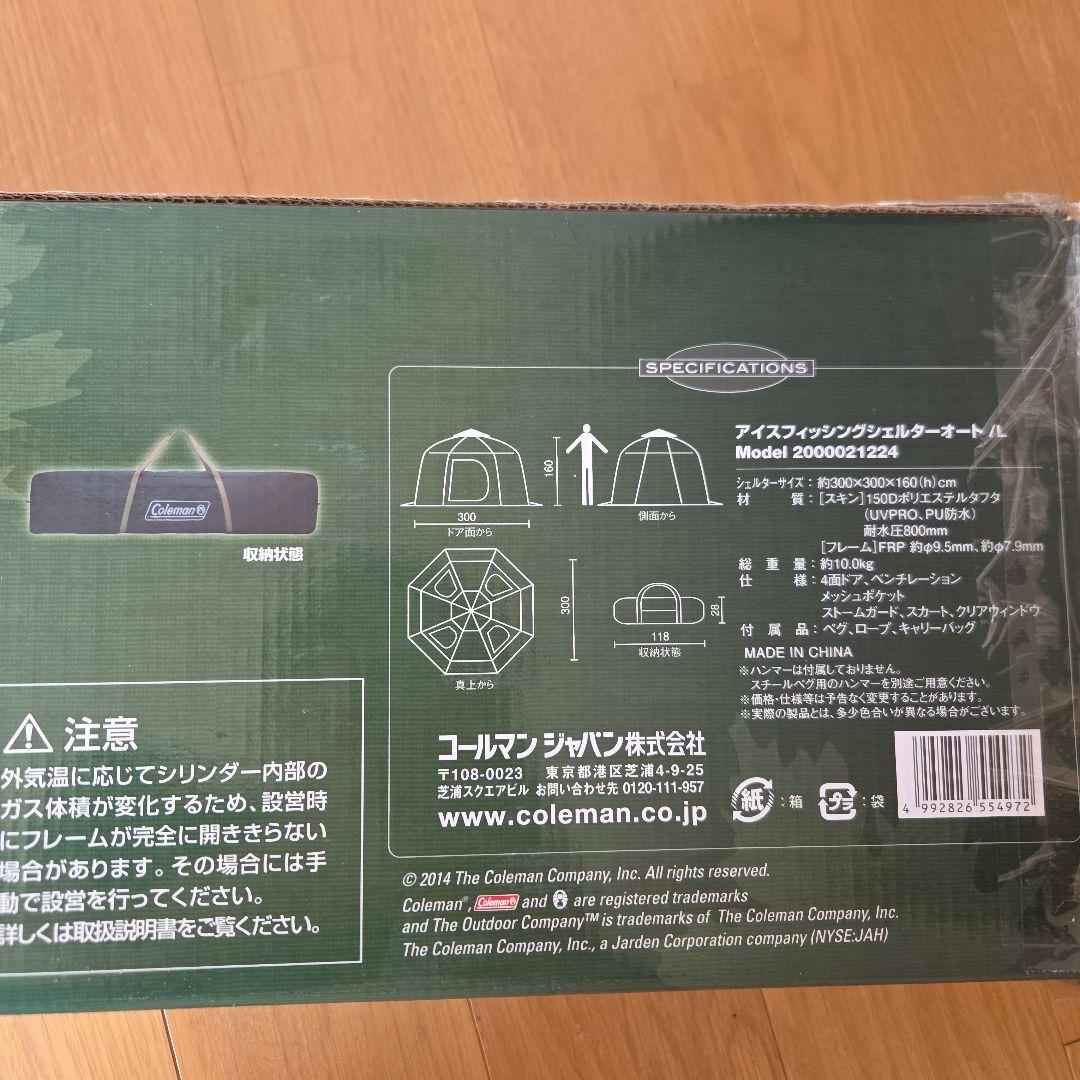 SPECIFICATIONS
アイスフィッシングシェルターオート /L
Model 2000021224
シェルターサイズ：約300×300×160(h)cm
材質：[スキン]150Dポリエステルタフタ
(UVPRO、PU防水)
耐水圧800mm
[フレーム]FRP 約φ9.5mm、約φ7.9mm
総重量：約10.0kg
仕様：4面ドア、ベンチレーション
メッシュポケット
ストームガード、スカート、クリアウィンドウ
付属品：ペグ、ロープ、キャリーバッグ
MADE IN CHINA
※ハンマーは付属しておりません。
スチールペグ用のハンマーを別途ご用意ください。
※価格・仕様等は予告なく変更することがあります。
※実際の製品とは、多少色合いが異なる場合がございます。
160
300
ドア面から
側面から
300
真上から
28
118
収納状態
Coleman
収納状態
コールマン ジャパン株式会社
〒108-0023 東京都港区芝浦4-9-25
芝浦スクエアビル お問い合わせ先 0120-111-957
www.coleman.co.jp
紙：箱
プラ：袋
4 992826 554972
注意
外気温に応じてシリンダー内部の
ガス体積が変化するため、設営時
にフレームが完全に開ききらない
場合があります。その場合には手
動で設営を行ってください。
詳しくは取扱説明書をご覧ください。
© 2014 The Coleman Company, Inc. All rights reserved.
Coleman®, Coleman and are registered trademarks
and The Outdoor Company™ is trademarks of The Coleman Company, Inc.
The Coleman Company, Inc., a Jarden Corporation company (NYSE:JAH)